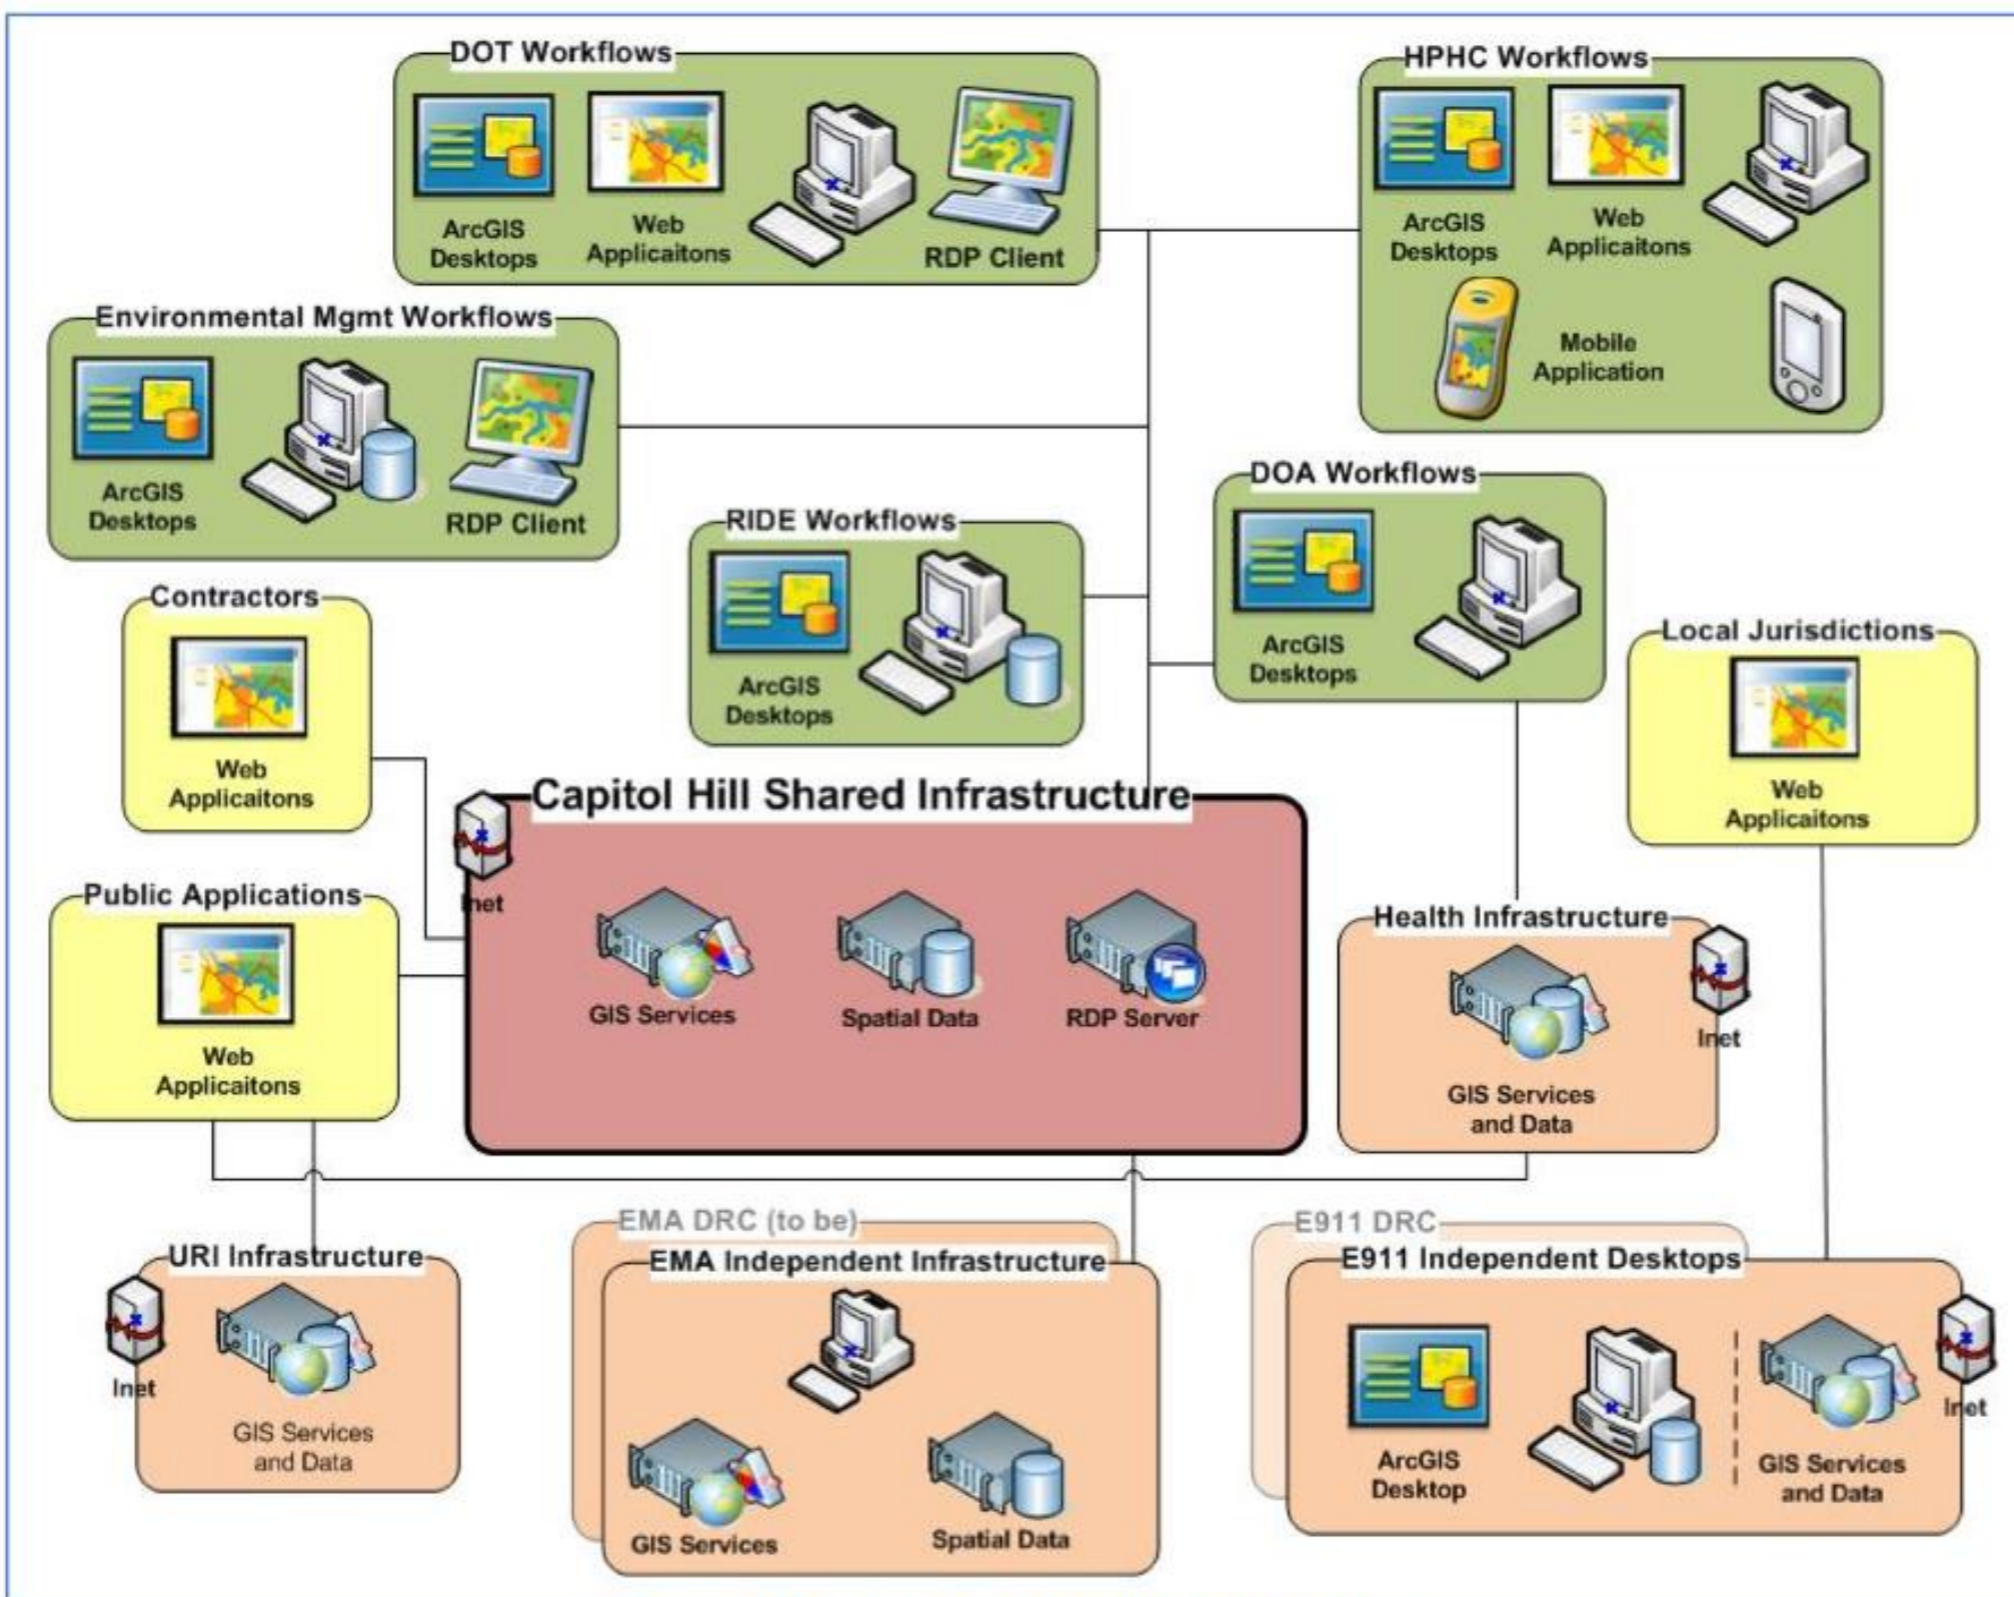 DOT Workflows
ArcGIS
Desktops
Web
Applicaitons
RDP Client
HPHC Workflows
ArcGIS
Desktops
Web
Applicaitons
Mobile
Application
Environmental Mgmt Workflows
ArcGIS
Desktops
RDP Client
RIDE Workflows
ArcGIS
Desktops
DOA Workflows
ArcGIS
Desktops
Contractors
Web
Applicaitons
Local Jurisdictions
Web
Applicaitons
Capitol Hill Shared Infrastructure
Inet
GIS Services
Spatial Data
RDP Server
Public Applications
Web
Applicaitons
Health Infrastructure
Inet
GIS Services
and Data
URI Infrastructure
Inet
GIS Services
and Data
EMA DRC (to be)
EMA Independent Infrastructure
GIS Services
Spatial Data
E911 DRC
E911 Independent Desktops
ArcGIS
Desktop
GIS Services
and Data
Inet